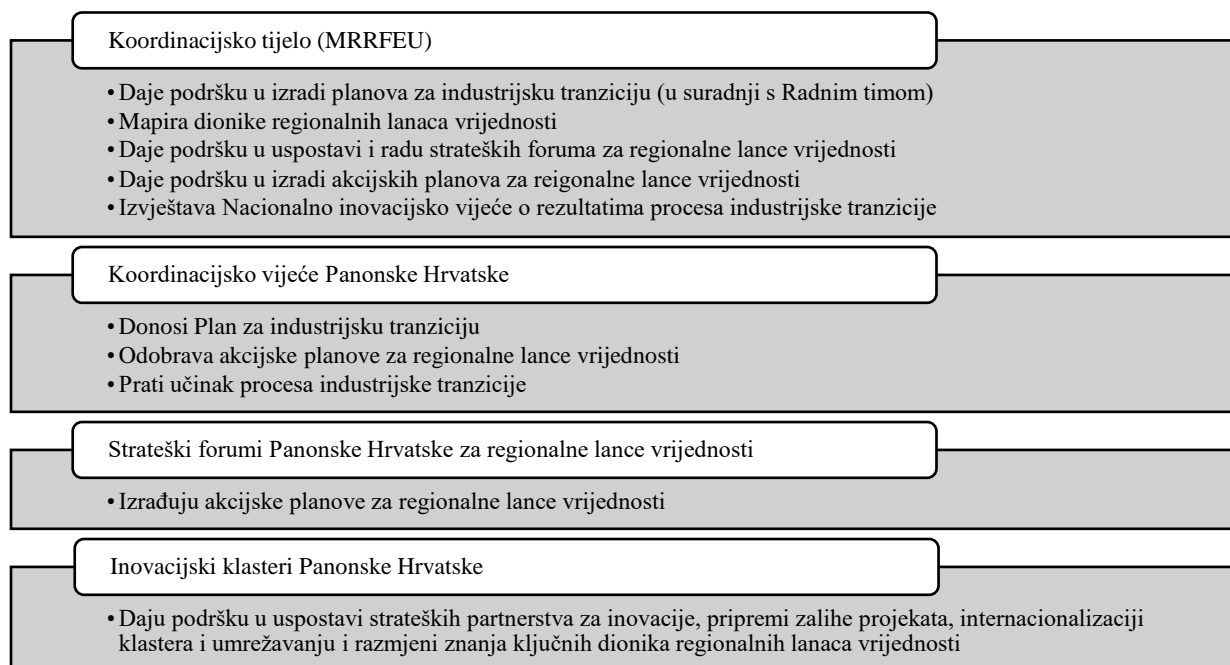 Koordinacijsko tijelo (MRRFEU)
• Daje podršku u izradi planova za industrijsku tranziciju (u suradnji s Radnim timom)
• Mapira dionike regionalnih lanaca vrijednosti
• Daje podršku u uspostavi i radu strateških foruma za regionalne lance vrijednosti
• Daje podršku u izradi akcijskih planova za reigonalne lance vrijednosti
• Izvještava Nacionalno inovacijsko vijeće o rezultatima procesa industrijske tranzicije
Koordinacijsko vijeće Panonske Hrvatske
• Donosi Plan za industrijsku tranziciju
• Odobrava akcijske planove za regionalne lance vrijednosti
• Prati učinak procesa industrijske tranzicije
Strateški forumi Panonske Hrvatske za regionalne lance vrijednosti
• Izrađuju akcijske planove za regionalne lance vrijednosti
Inovacijski klasteri Panonske Hrvatske
• Daju podršku u uspostavi strateških partnerstva za inovacije, pripremi zalihe projekata, internacionalizaciji
klastera i umrežavanju i razmjeni znanja ključnih dionika regionalnih lanaca vrijednosti